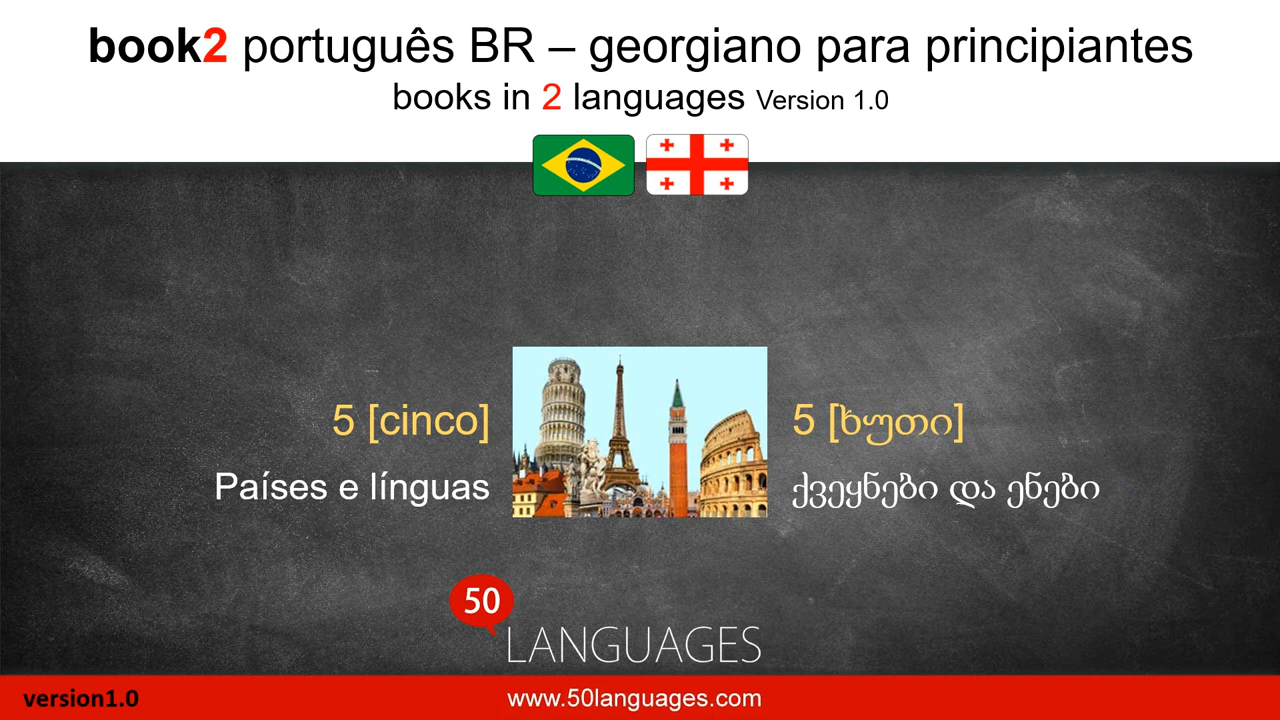 book2 português BR – georgiano para principiantes
books in 2 languages Version 1.0
5 [cinco]
Países e línguas
5 [ხუთი]
ქვეყნები და ენები
50
LANGUAGES
version1.0
www.50languages.com